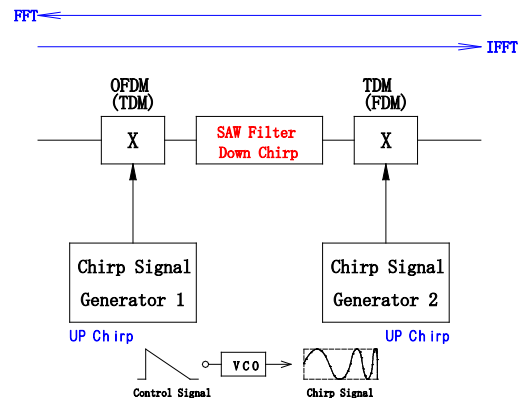 FFT
IFFT
OFDM
(TDM)
TDM
(FDM)
X
SAW Filter
Down Chirp
X
Chirp Signal
Generator 1
Chirp Signal
Generator 2
UP Chirp
UP Chirp
VCO
Control Signal
Chirp Signal